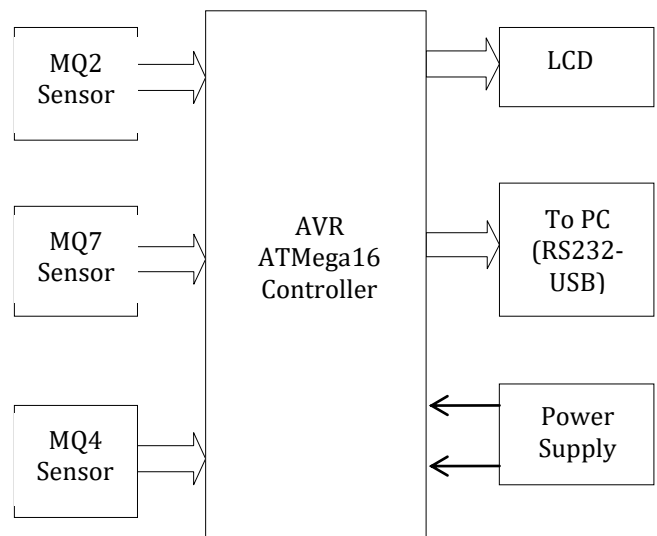 MQ2
Sensor
MQ7
Sensor
MQ4
Sensor
AVR
ATMega16
Controller
LCD
To PC
(RS232-
USB)
Power
Supply